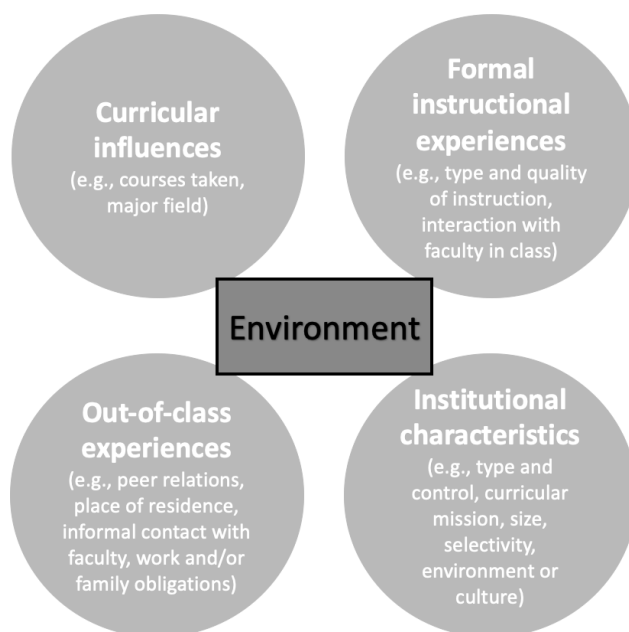 Curricular
influences
(e.g., courses taken,
major field)
Formal
instructional
experiences
(e.g., type and quality
of instruction,
interaction with
faculty in class)
Environment
Out-of-class
experiences
(e.g., peer relations,
place of residence,
informal contact with
faculty, work and/or
family obligations)
Institutional
characteristics
(e.g., type and
control, curricular
mission, size,
selectivity,
environment or
culture)